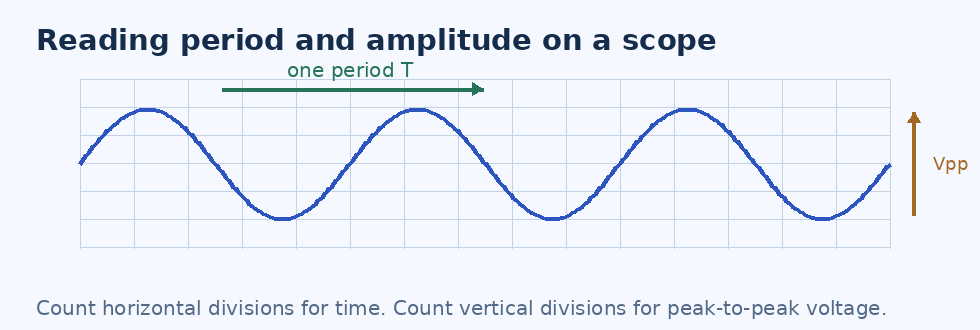 Reading period and amplitude on a scope
one period T
Vpp
Count horizontal divisions for time. Count vertical divisions for peak-to-peak voltage.